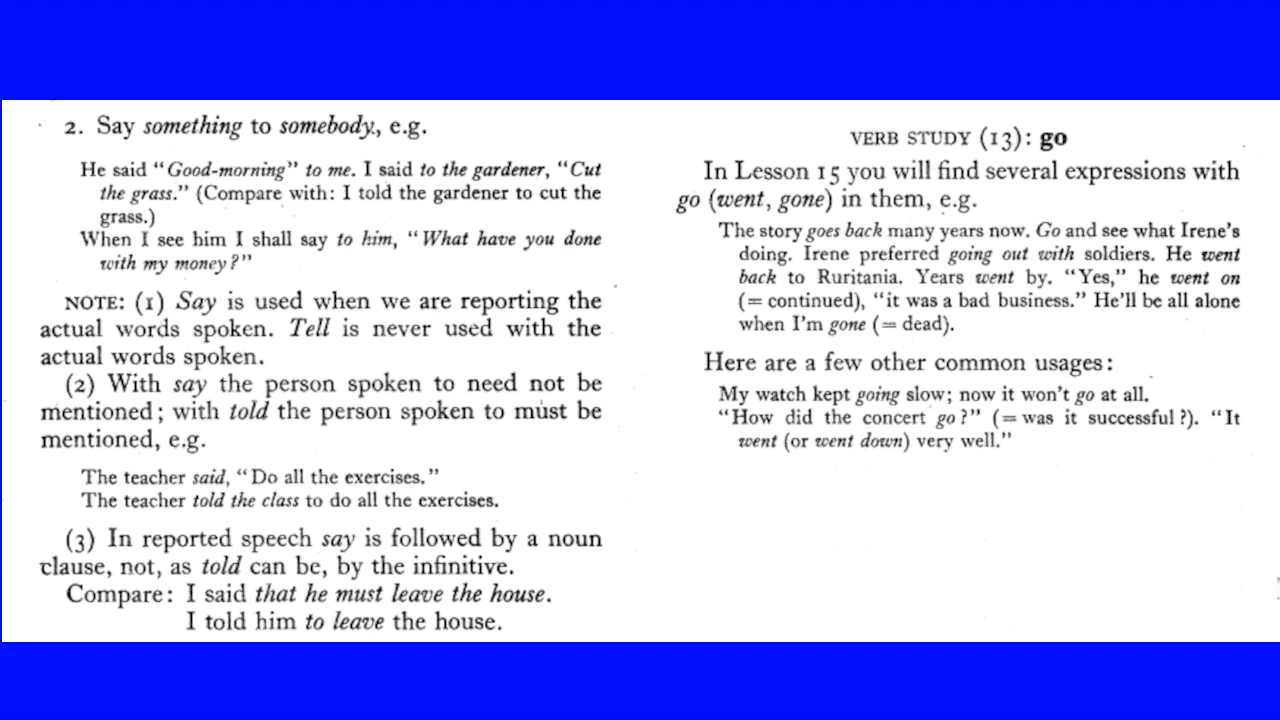 2. Say something to somebody, e.g.
He said "Good-morning" to me. I said to the gardener, "Cut
the grass." (Compare with: I told the gardener to cut the
grass.)
When I see him I shall say to him, "What have you done
with my money?"
NOTE: (1) Say is used when we are reporting the
actual words spoken. Tell is never used with the
actual words spoken.
(2) With say the person spoken to need not be
mentioned; with told the person spoken to must be
mentioned, e.g.
The teacher said, "Do all the exercises."
The teacher told the class to do all the exercises.
(3) In reported speech say is followed by a noun
clause, not, as told can be, by the infinitive.
Compare: I said that he must leave the house.
I told him to leave the house.
VERB STUDY (13): go
In Lesson 15 you will find several expressions with
go (went, gone) in them, e.g.
The story goes back many years now. Go and see what Irene's
doing. Irene preferred going out with soldiers. He went
back to Ruritania. Years went by. "Yes," he went on
(= continued), "it was a bad business." He'll be all alone
when I'm gone (= dead).
Here are a few other common usages:
My watch kept going slow; now it won't go at all.
"How did the concert go?" (= was it successful?). "It
went (or went down) very well."